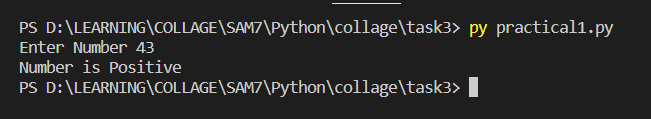 PS D:\LEARNING\COLLAGE\SAM7\Python\collage\task3> py practical1.py
Enter Number 43
Number is Positive
PS D:\LEARNING\COLLAGE\SAM7\Python\collage\task3>